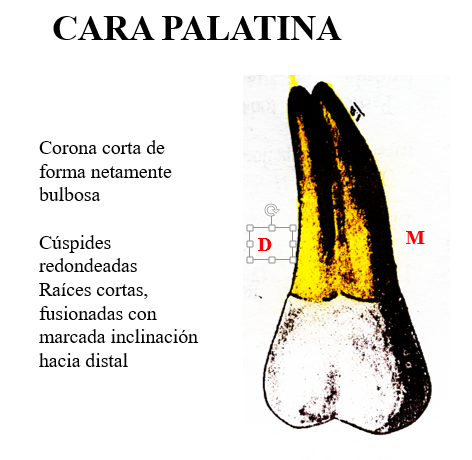 CARA PALATINA
Corona corta de
forma netamente
bulbosa
Cúspides
redondeadas
Raíces cortas,
fusionadas con
marcada inclinación
hacia distal
D
M